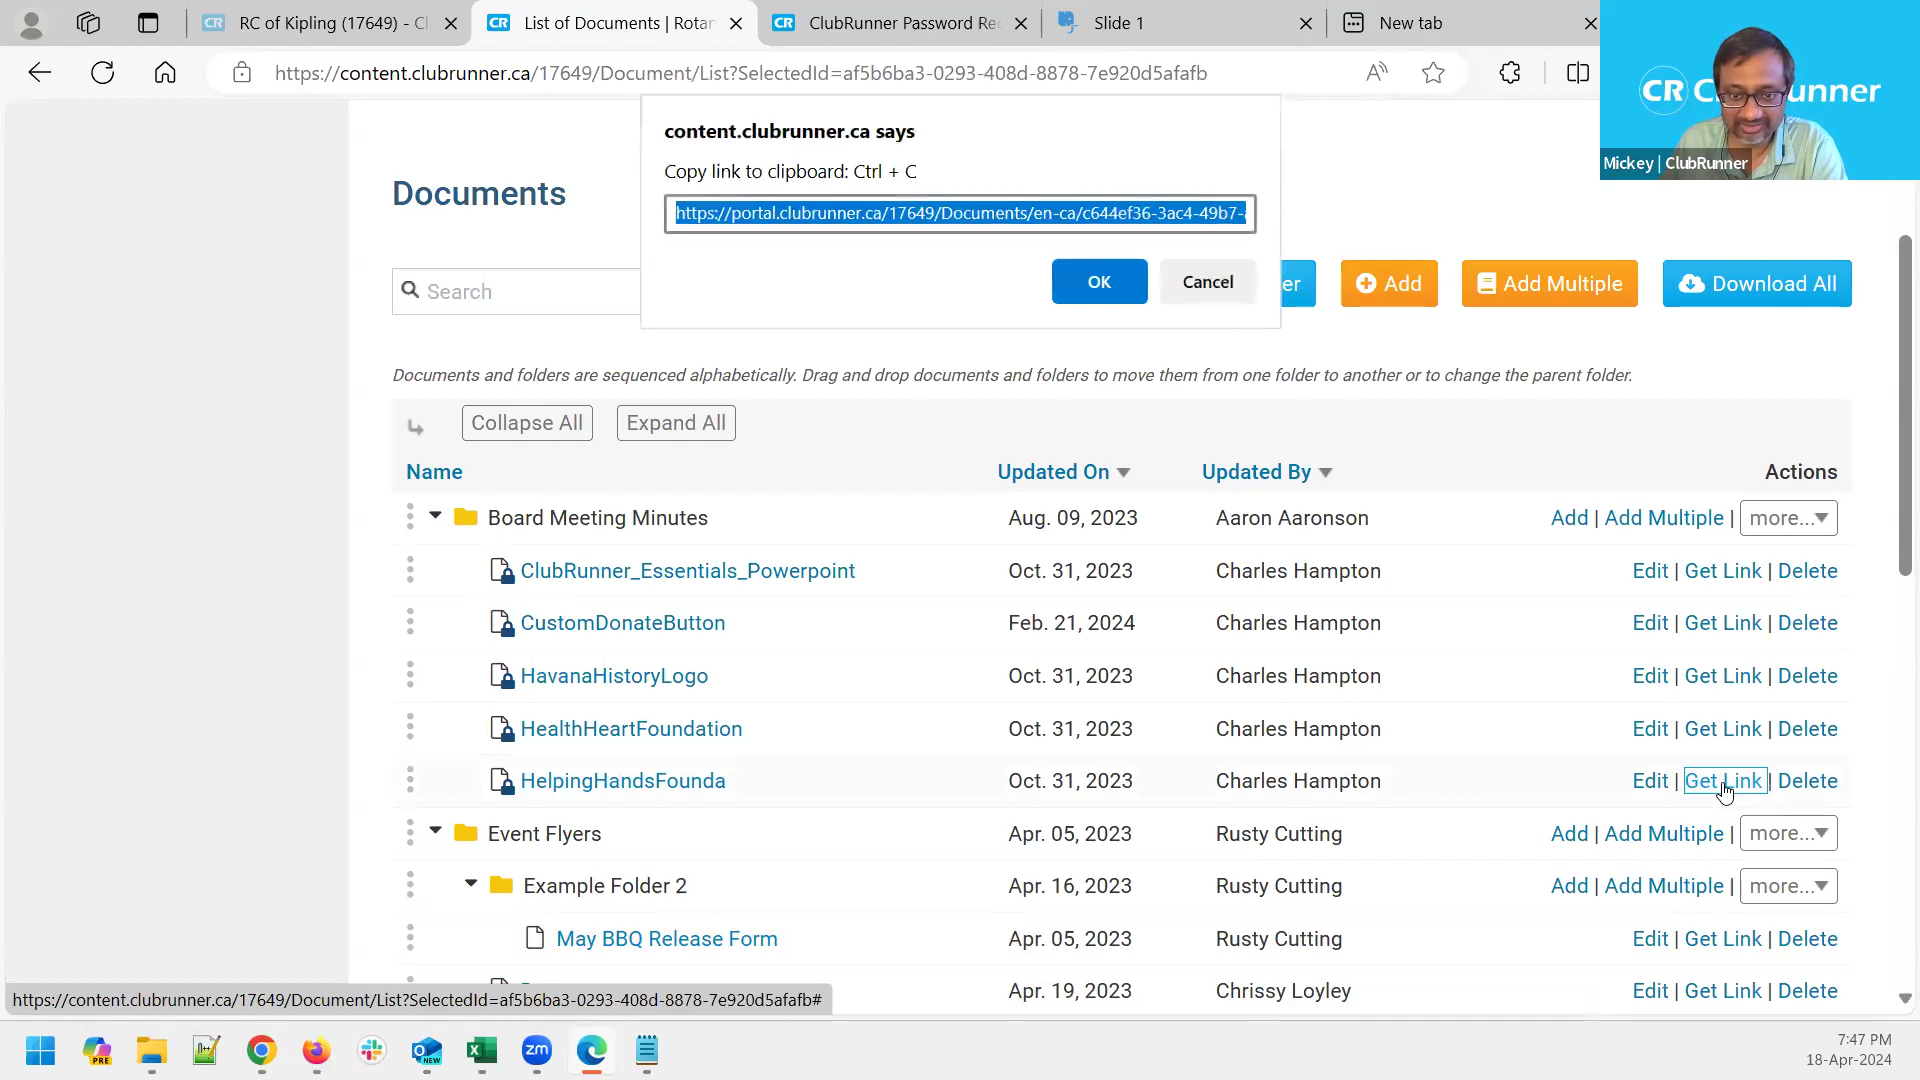 RC of Kipling (17649) - Cl
CR List of Documents | Rotar
CR ClubRunner Password Rec
Slide 1
New tab
https://content.clubrunner.ca/17649/Document/List?SelectedId=af5b6ba3-0293-408d-8878-7e920d5afafb
CR C unner
Mickey | ClubRunner
content.clubrunner.ca says
Copy link to clipboard: Ctrl + C
https://portal.clubrunner.ca/17649/Documents/en-ca/c644ef36-3ac4-49b7-
OK
Cancel
Documents
Search
er
Add
Add Multiple
Download All
Documents and folders are sequenced alphabetically. Drag and drop documents and folders to move them from one folder to another or to change the parent folder.
Collapse All
Expand All
Name Updated On Updated By Actions
Board Meeting Minutes Aug. 09, 2023 Aaron Aaronson Add | Add Multiple | more...
ClubRunner_Essentials_Powerpoint Oct. 31, 2023 Charles Hampton Edit | Get Link | Delete
CustomDonateButton Feb. 21, 2024 Charles Hampton Edit | Get Link | Delete
HavanaHistoryLogo Oct. 31, 2023 Charles Hampton Edit | Get Link | Delete
HealthHeartFoundation Oct. 31, 2023 Charles Hampton Edit | Get Link | Delete
HelpingHandsFounda Oct. 31, 2023 Charles Hampton Edit | Get Link | Delete
Event Flyers Apr. 05, 2023 Rusty Cutting Add | Add Multiple | more...
Example Folder 2 Apr. 16, 2023 Rusty Cutting Add | Add Multiple | more...
May BBQ Release Form Apr. 05, 2023 Rusty Cutting Edit | Get Link | Delete
Apr. 19, 2023 Chrissy Loyley Edit | Get Link | Delete
https://content.clubrunner.ca/17649/Document/List?SelectedId=af5b6ba3-0293-408d-8878-7e920d5afafb#
PRE
NEW
zm
7:47 PM
18-Apr-2024